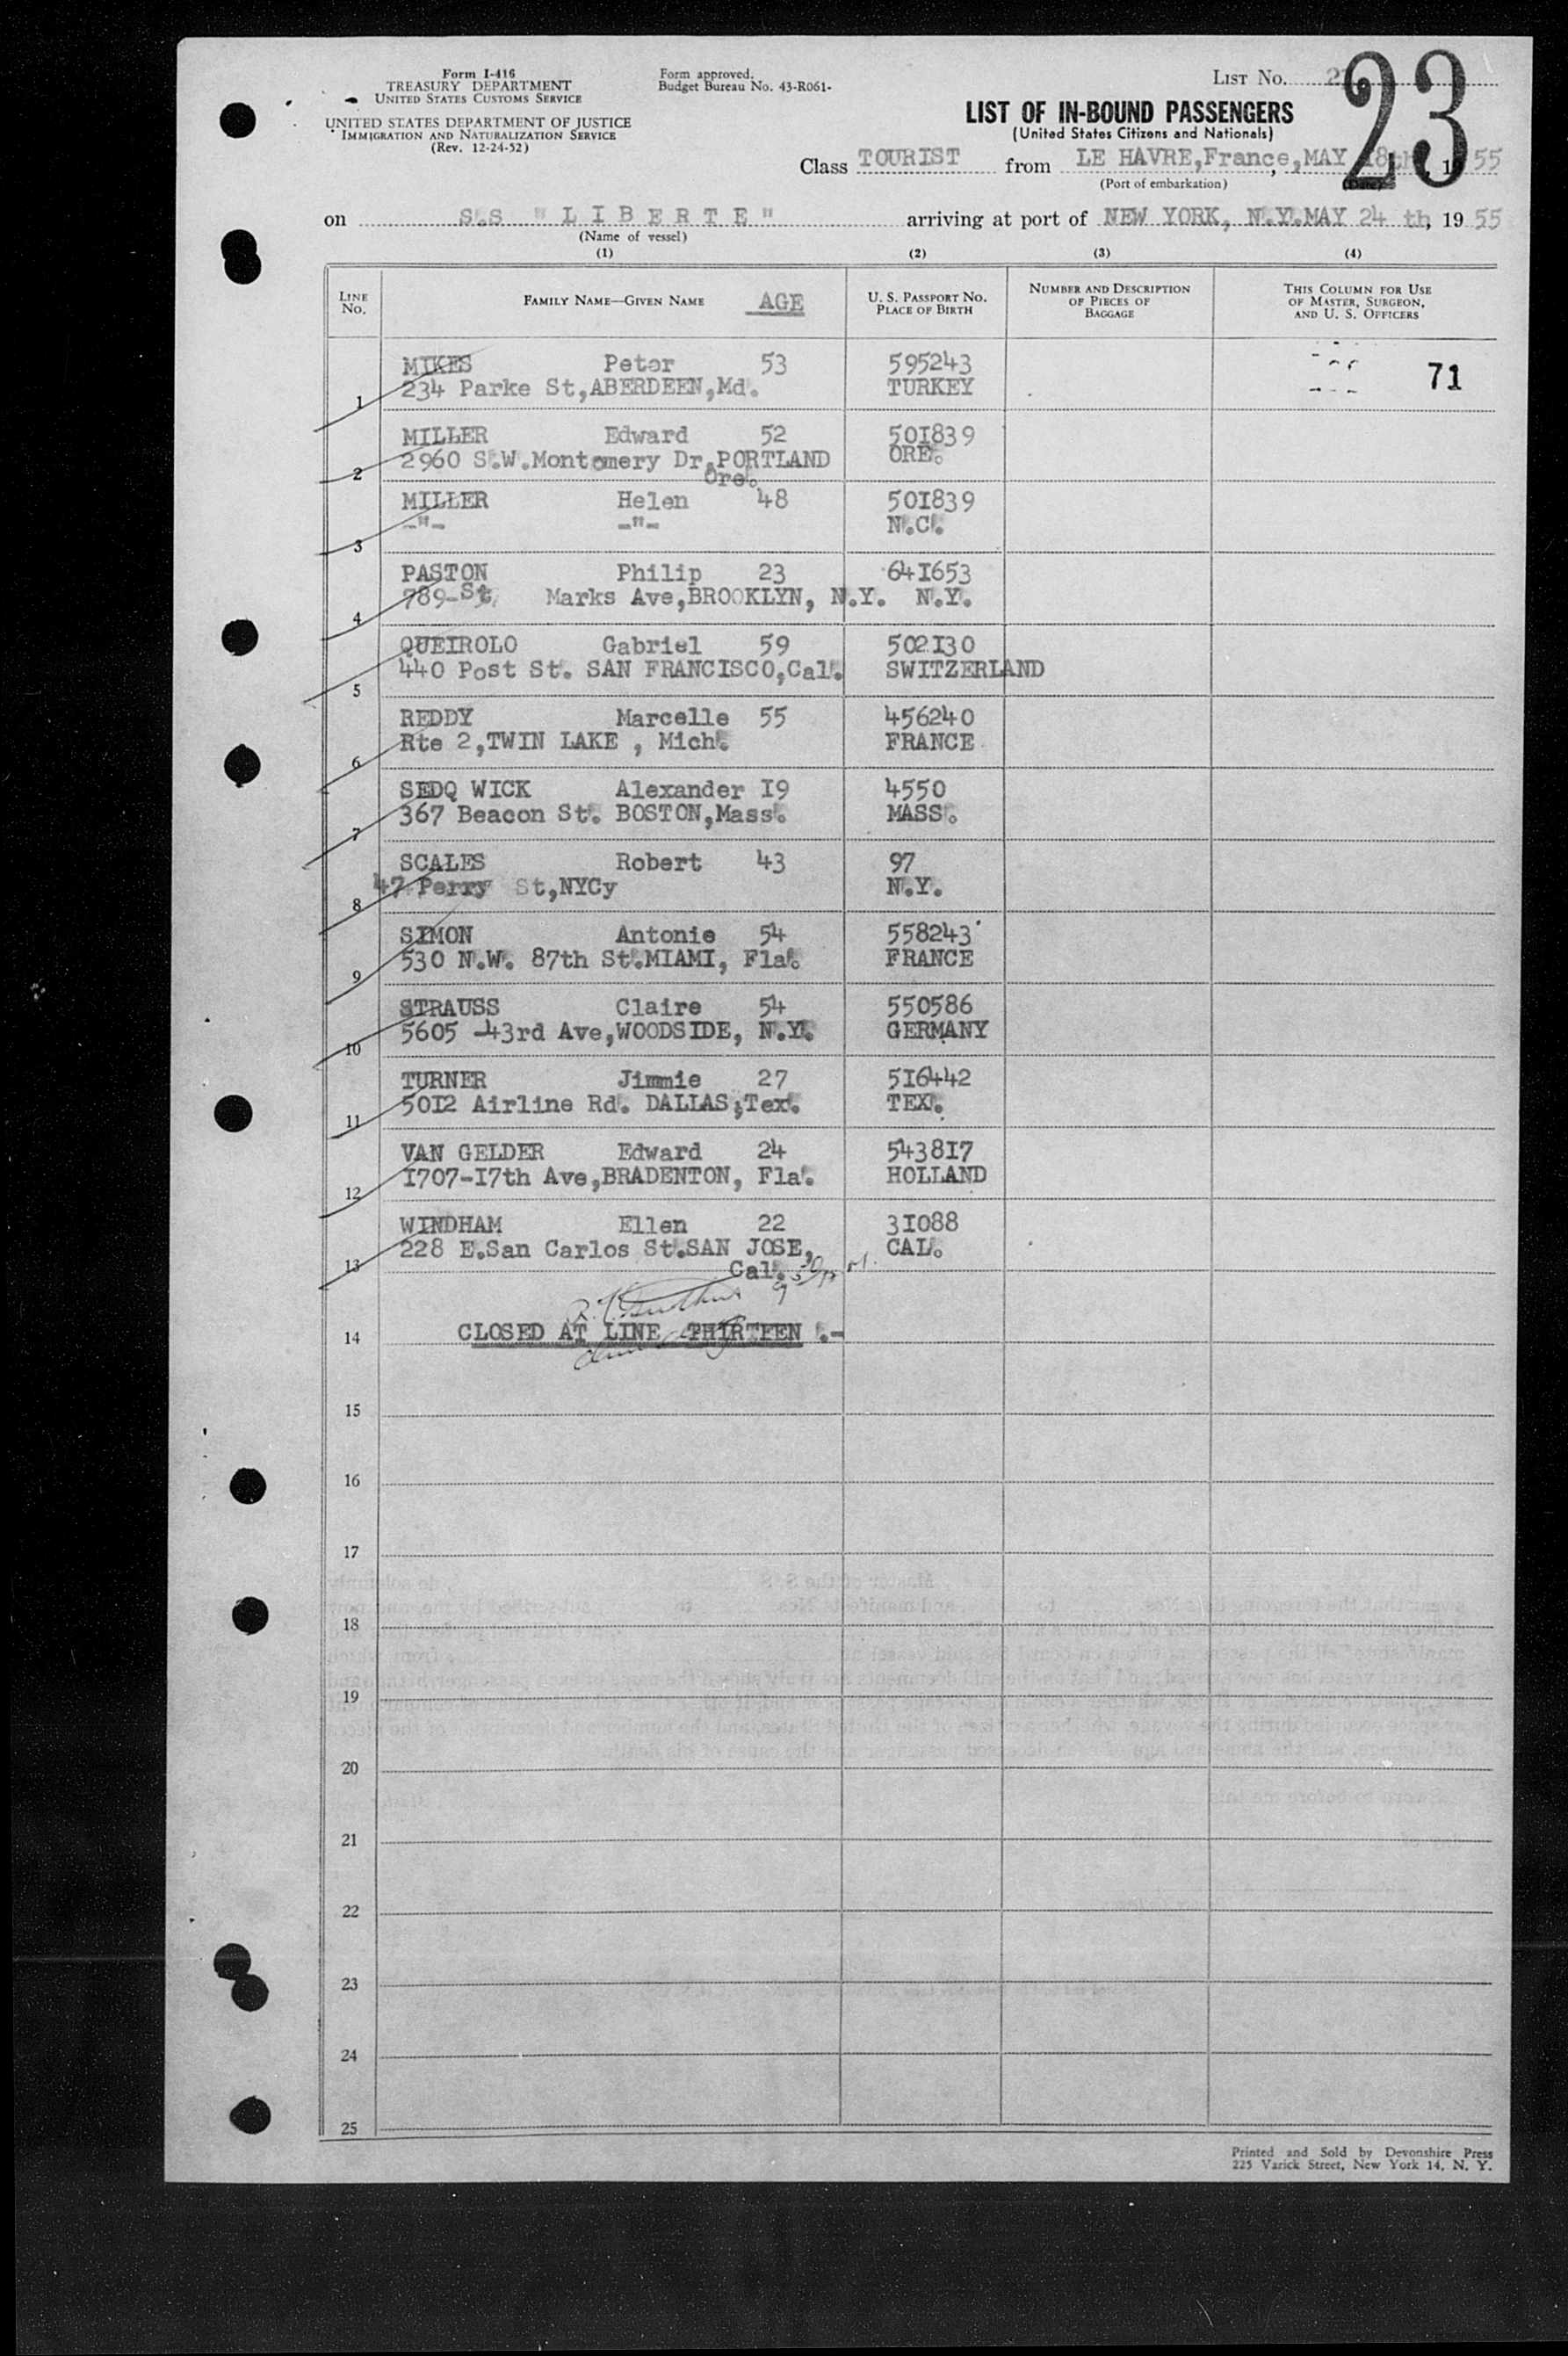 Form I-416
TREASURY DEPARTMENT
UNITED STATES CUSTOMS SERVICE
UNITED STATES DEPARTMENT OF JUSTICE
IMMIGRATION AND NATURALIZATION SERVICE
(Rev. 12-24-52)
Form approved.
Budget Bureau No. 43-R061-
LIST No.
23
LIST OF IN-BOUND PASSENGERS
(United States Citizens and Nationals)
Class TOURIST from LE HAVRE,France, MAY 18th, 1955
(Port of embarkation) (Date)
on S.S "LIBERTE" arriving at port of NEW YORK, N.Y. MAY 24 th, 19 55
(Name of vessel)
(1) (2) (3) (4)
LINE No. FAMILY NAME—GIVEN NAME AGE U. S. PASSPORT No. PLACE OF BIRTH NUMBER AND DESCRIPTION OF PIECES OF BAGGAGE THIS COLUMN FOR USE OF MASTER, SURGEON, AND U. S. OFFICERS
MIKES Peter 53 595243 71
1 234 Parke St,ABERDEEN,Md. TURKEY
MILLER Edward 52 501839
2 2960 S.W.Montomery Dr.PORTLAND ORE.
Ore.
MILLER Helen 48 501839
3 -"- -"- N.C.
PASTON Philip 23 641653
4 789-St. Marks Ave,BROOKLYN, N.Y. N.Y.
QUEIROLO Gabriel 59 502130
5 440 Post St. SAN FRANCISCO,Cal. SWITZERLAND
REDDY Marcelle 55 456240
6 Rte 2,TWIN LAKE , Mich. FRANCE
SEDQ WICK Alexander 19 4550
7 367 Beacon St. BOSTON,Mass. MASS.
SCALES Robert 43 97
8 47 Perry St,NYCy N.Y.
SIMON Antonie 54 558243
9 530 N.W. 87th St.MIAMI, Fla. FRANCE
STRAUSS Claire 54 550586
10 5605 -43rd Ave,WOODSIDE, N.Y. GERMANY
TURNER Jimmie 27 516442
11 5012 Airline Rd. DALLAS,Tex. TEX.
VAN GELDER Edward 24 543817
12 1707-17th Ave,BRADENTON, Fla. HOLLAND
WINDHAM Ellen 22 31088
13 228 E.San Carlos St.SAN JOSE, CAL.
Cal.
14 CLOSED AT LINE THIRTEEN .-
15
16
17
18
19
20
21
22
23
24
25
Printed and Sold by Devonshire Press
225 Varick Street, New York 14, N. Y.